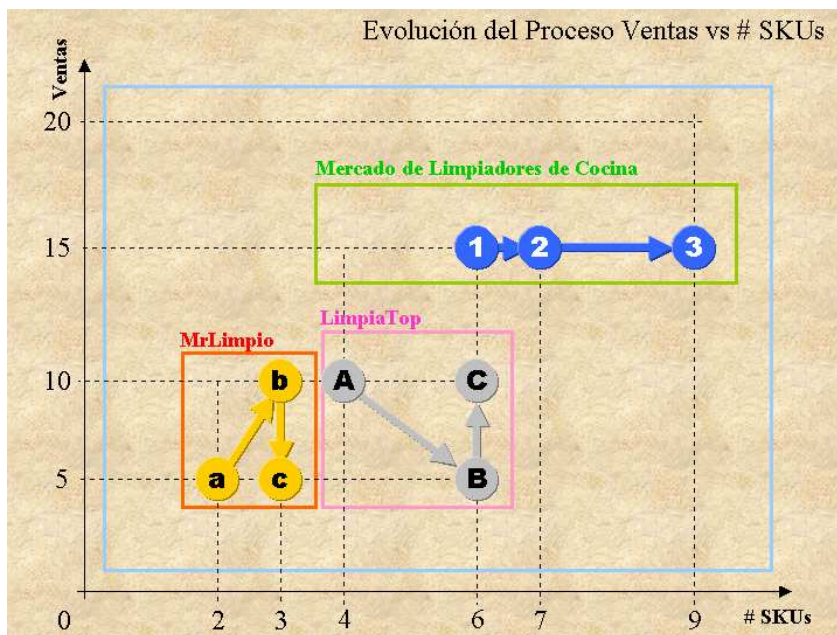 Evolución del Proceso Ventas vs # SKUs
Ventas
20
Mercado de Limpiadores de Cocina
15
1
2
3
LimpiaTop
MrLimpio
10
b
A
C
5
a
c
B
0
2
3
4
6
7
9
# SKUs